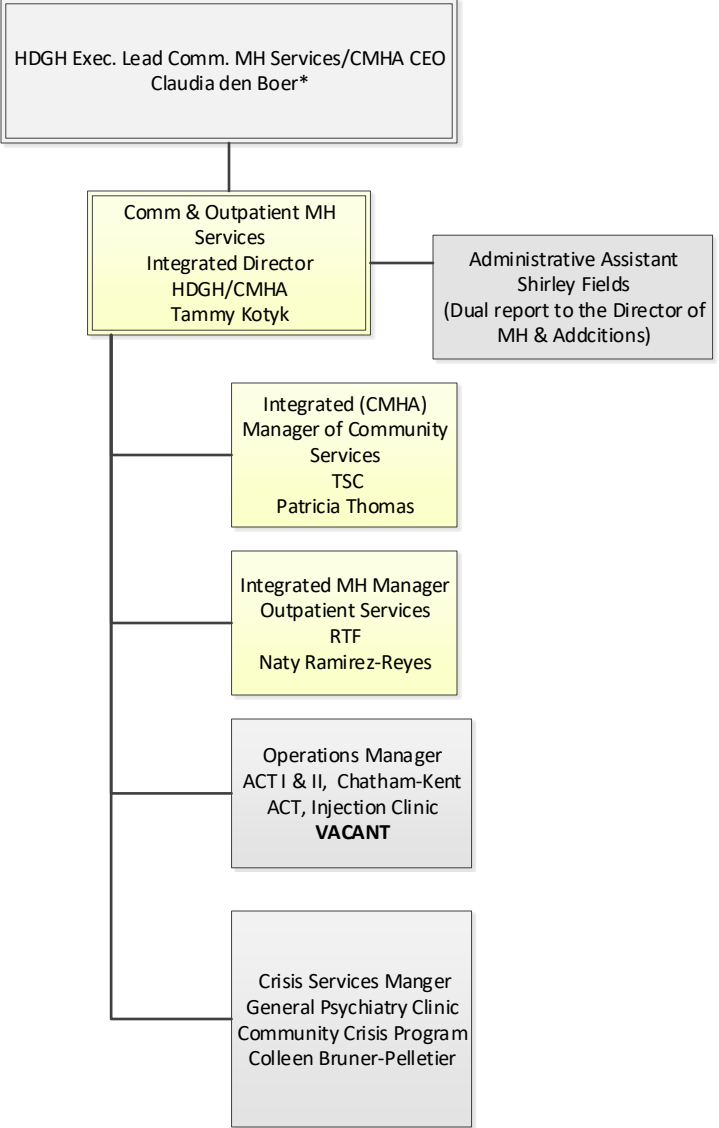 HDGH Exec. Lead Comm. MH Services/CMHA CEO
Claudia den Boer*
Comm & Outpatient MH
Services
Integrated Director
HDGH/CMHA
Tammy Kotyk
Administrative Assistant
Shirley Fields
(Dual report to the Director of
MH & Addcitions)
Integrated (CMHA)
Manager of Community
Services
TSC
Patricia Thomas
Integrated MH Manager
Outpatient Services
RTF
Naty Ramirez-Reyes
Operations Manager
ACT I & II, Chatham-Kent
ACT, Injection Clinic
VACANT
Crisis Services Manger
General Psychiatry Clinic
Community Crisis Program
Colleen Bruner-Pelletier